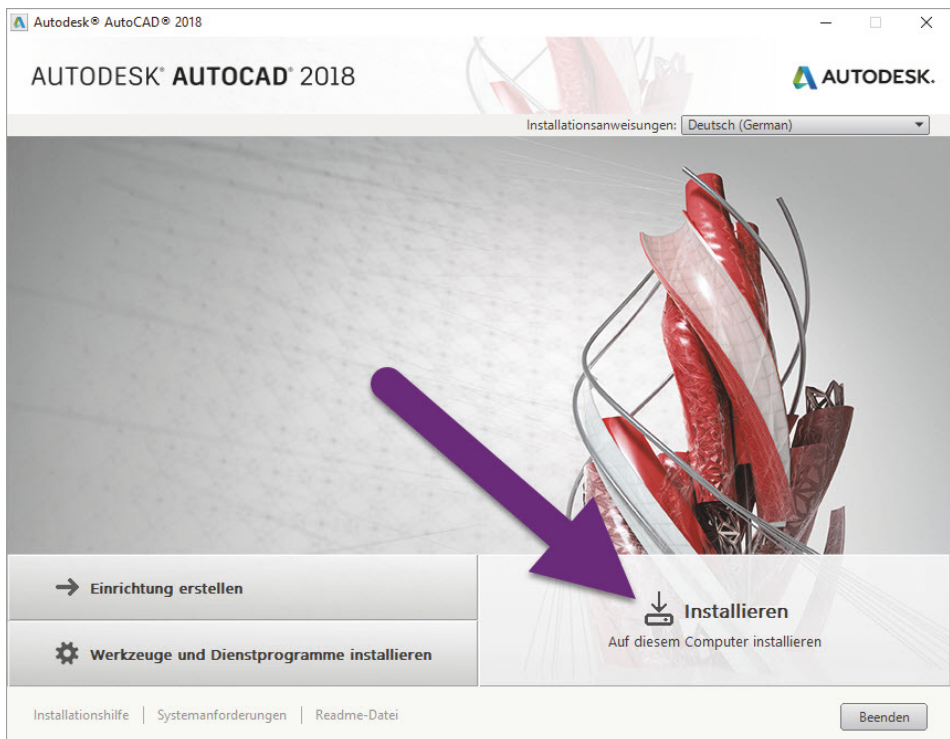 Autodesk® AutoCAD® 2018
AUTODESK® AUTOCAD® 2018
AUTODESK.
Installationsanweisungen: Deutsch (German)
Einrichtung erstellen
Installieren
Auf diesem Computer installieren
Werkzeuge und Dienstprogramme installieren
Installationshilfe | Systemanforderungen | Readme-Datei
Beenden